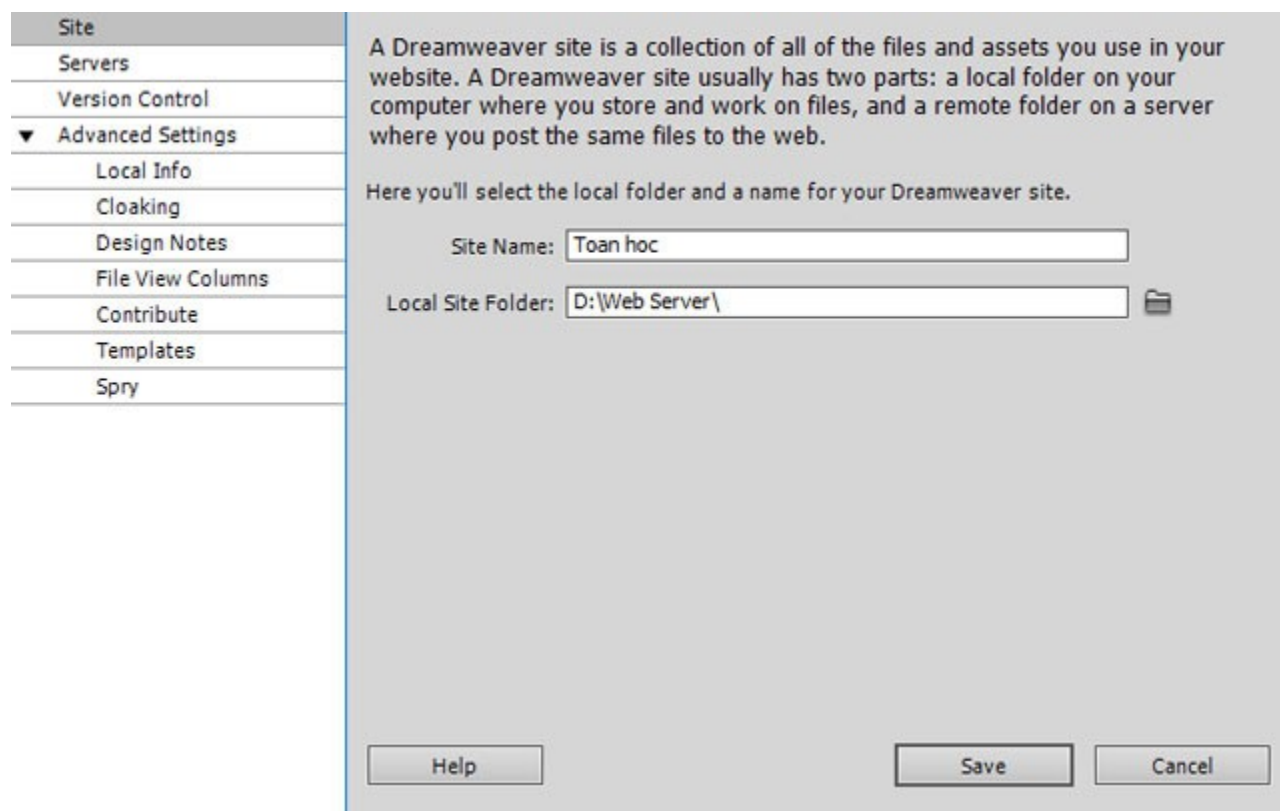 Site
Servers
Version Control
Advanced Settings
Local Info
Cloaking
Design Notes
File View Columns
Contribute
Templates
Spry
A Dreamweaver site is a collection of all of the files and assets you use in your
website. A Dreamweaver site usually has two parts: a local folder on your
computer where you store and work on files, and a remote folder on a server
where you post the same files to the web.
Here you'll select the local folder and a name for your Dreamweaver site.
Site Name: Toan hoc
Local Site Folder: D:\Web Server\
Help Save Cancel